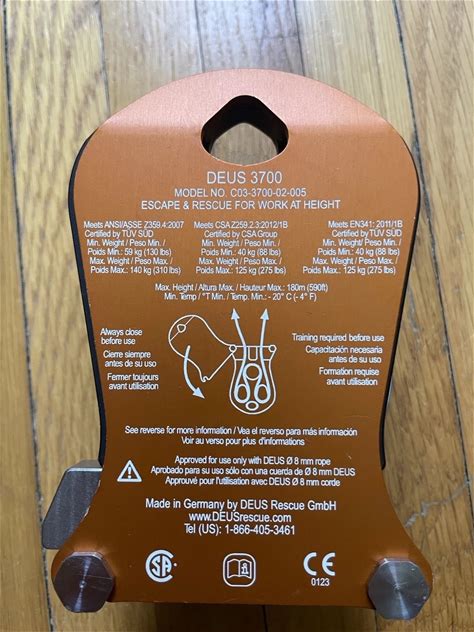 DEUS 3700
MODEL NO. C03-3700-02-005
ESCAPE & RESCUE FOR WORK AT HEIGHT
Meets ANSI/ASSE Z359.4:2007
Certified by TÜV SÜD
Min. Weight / Peso Min. /
Poids Min.: 59 kg (130 lbs)
Max. Weight / Peso Max. /
Poids Max.: 140 kg (310 lbs)
Meets CSA Z259.2.3:2012/1B
Certified by CSA Group
Min. Weight / Peso Min. /
Poids Min.: 40 kg (88 lbs)
Max. Weight / Peso Max. /
Poids Max.: 125 kg (275 lbs)
Meets EN341: 2011/1B
Certified by TÜV SÜD
Min. Weight / Peso Min. /
Poids Min.: 40 kg (88 lbs)
Max. Weight / Peso Max. /
Poids Max.: 125 kg (275 lbs)
Max. Height / Altura Max. / Hauteur Max.: 180m (590ft)
Min. Temp / °T Min. / Temp. Min.: - 20° C (- 4° F)
Always close
before use
Cierre siempre
antes de su uso
Fermer toujours
avant utilisation
Training required before use
Capacitación necesaria
antes de su uso
Formation requise
avant utilisation
See reverse for more information / Vea el reverso para más información
Voir au verso pour plus d'informations
Approved for use only with DEUS Ø 8 mm rope
Aprobado para su uso sólo con una cuerda de Ø 8 mm DEUS
Approuvé pour l'utilisation avec DEUS Ø 8 mm corde
Made in Germany by DEUS Rescue GmbH
www.DEUSrescue.com
Tel (US): 1-866-405-3461
CE
0123